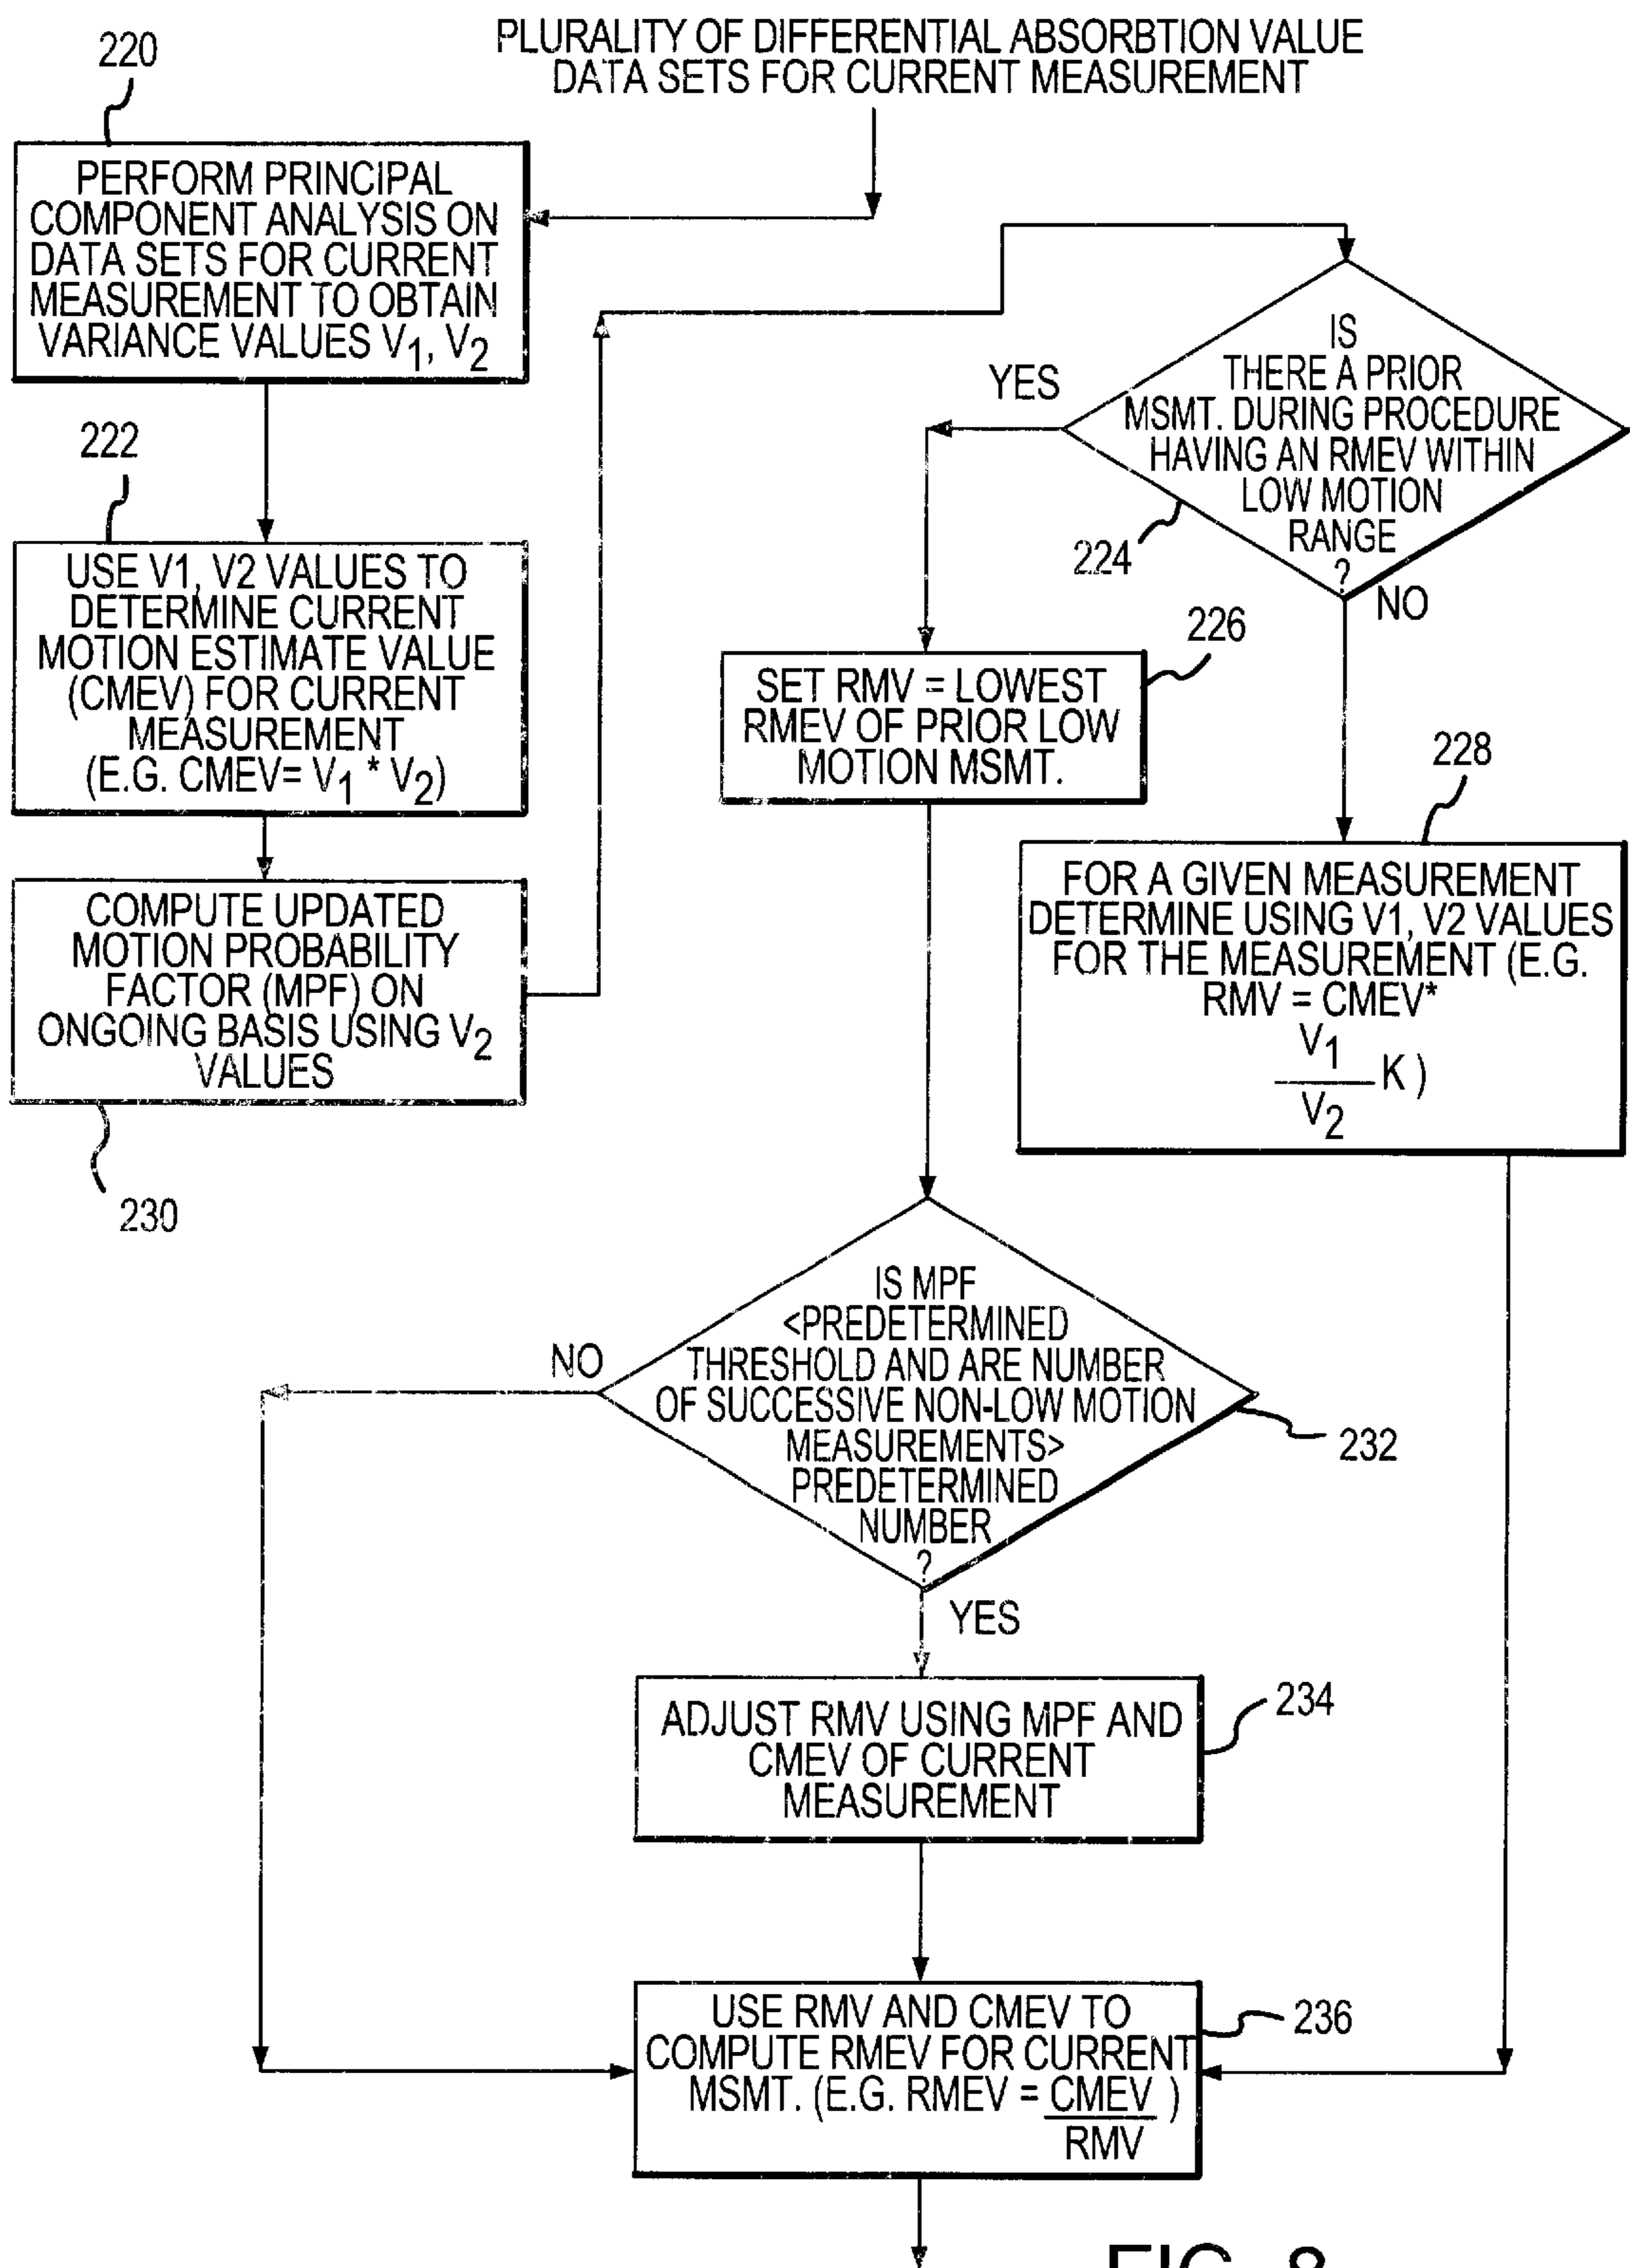 PLURALITY OF DIFFERENTIAL ABSORBTION VALUE
DATA SETS FOR CURRENT MEASUREMENT
220
PERFORM PRINCIPAL
COMPONENT ANALYSIS ON
DATA SETS FOR CURRENT
MEASUREMENT TO OBTAIN
VARIANCE VALUES V1, V2
222
USE V1, V2 VALUES TO
DETERMINE CURRENT
MOTION ESTIMATE VALUE
(CMEV) FOR CURRENT
MEASUREMENT
(E.G. CMEV= V1 * V2)
COMPUTE UPDATED
MOTION PROBABILITY
FACTOR (MPF) ON
ONGOING BASIS USING V2
VALUES
230
IS
THERE A PRIOR
MSMT. DURING PROCEDURE
HAVING AN RMEV WITHIN
LOW MOTION
RANGE
?
224
YES
NO
226
SET RMV = LOWEST
RMEV OF PRIOR LOW
MOTION MSMT.
228
FOR A GIVEN MEASUREMENT
DETERMINE USING V1, V2 VALUES
FOR THE MEASUREMENT (E.G.
RMV = CMEV*
V1
K )
V2
IS MPF
<PREDETERMINED
THRESHOLD AND ARE NUMBER
OF SUCCESSIVE NON-LOW MOTION
MEASUREMENTS>
PREDETERMINED
NUMBER
?
232
NO
YES
ADJUST RMV USING MPF AND
CMEV OF CURRENT
MEASUREMENT
234
USE RMV AND CMEV TO
COMPUTE RMEV FOR CURRENT
MSMT. (E.G. RMEV = CMEV )
RMV
236
FIG. 8